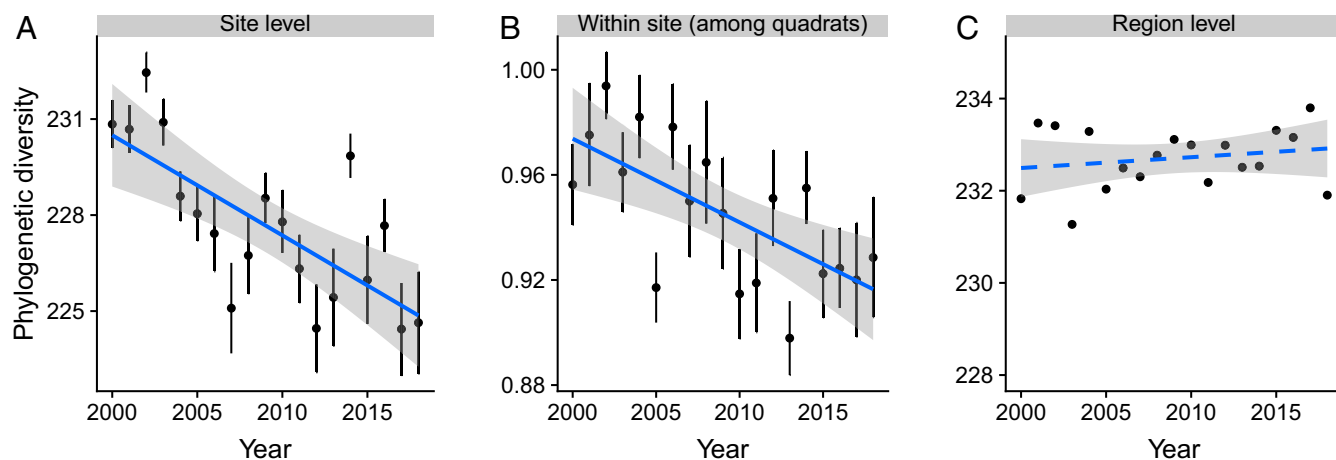 A Site level
B Within site (among quadrats)
C Region level
Phylogenetic diversity
231
228
225
2000 2005 2010 2015
Year
1.00
0.96
0.92
0.88
2000 2005 2010 2015
Year
234
232
230
228
2000 2005 2010 2015
Year